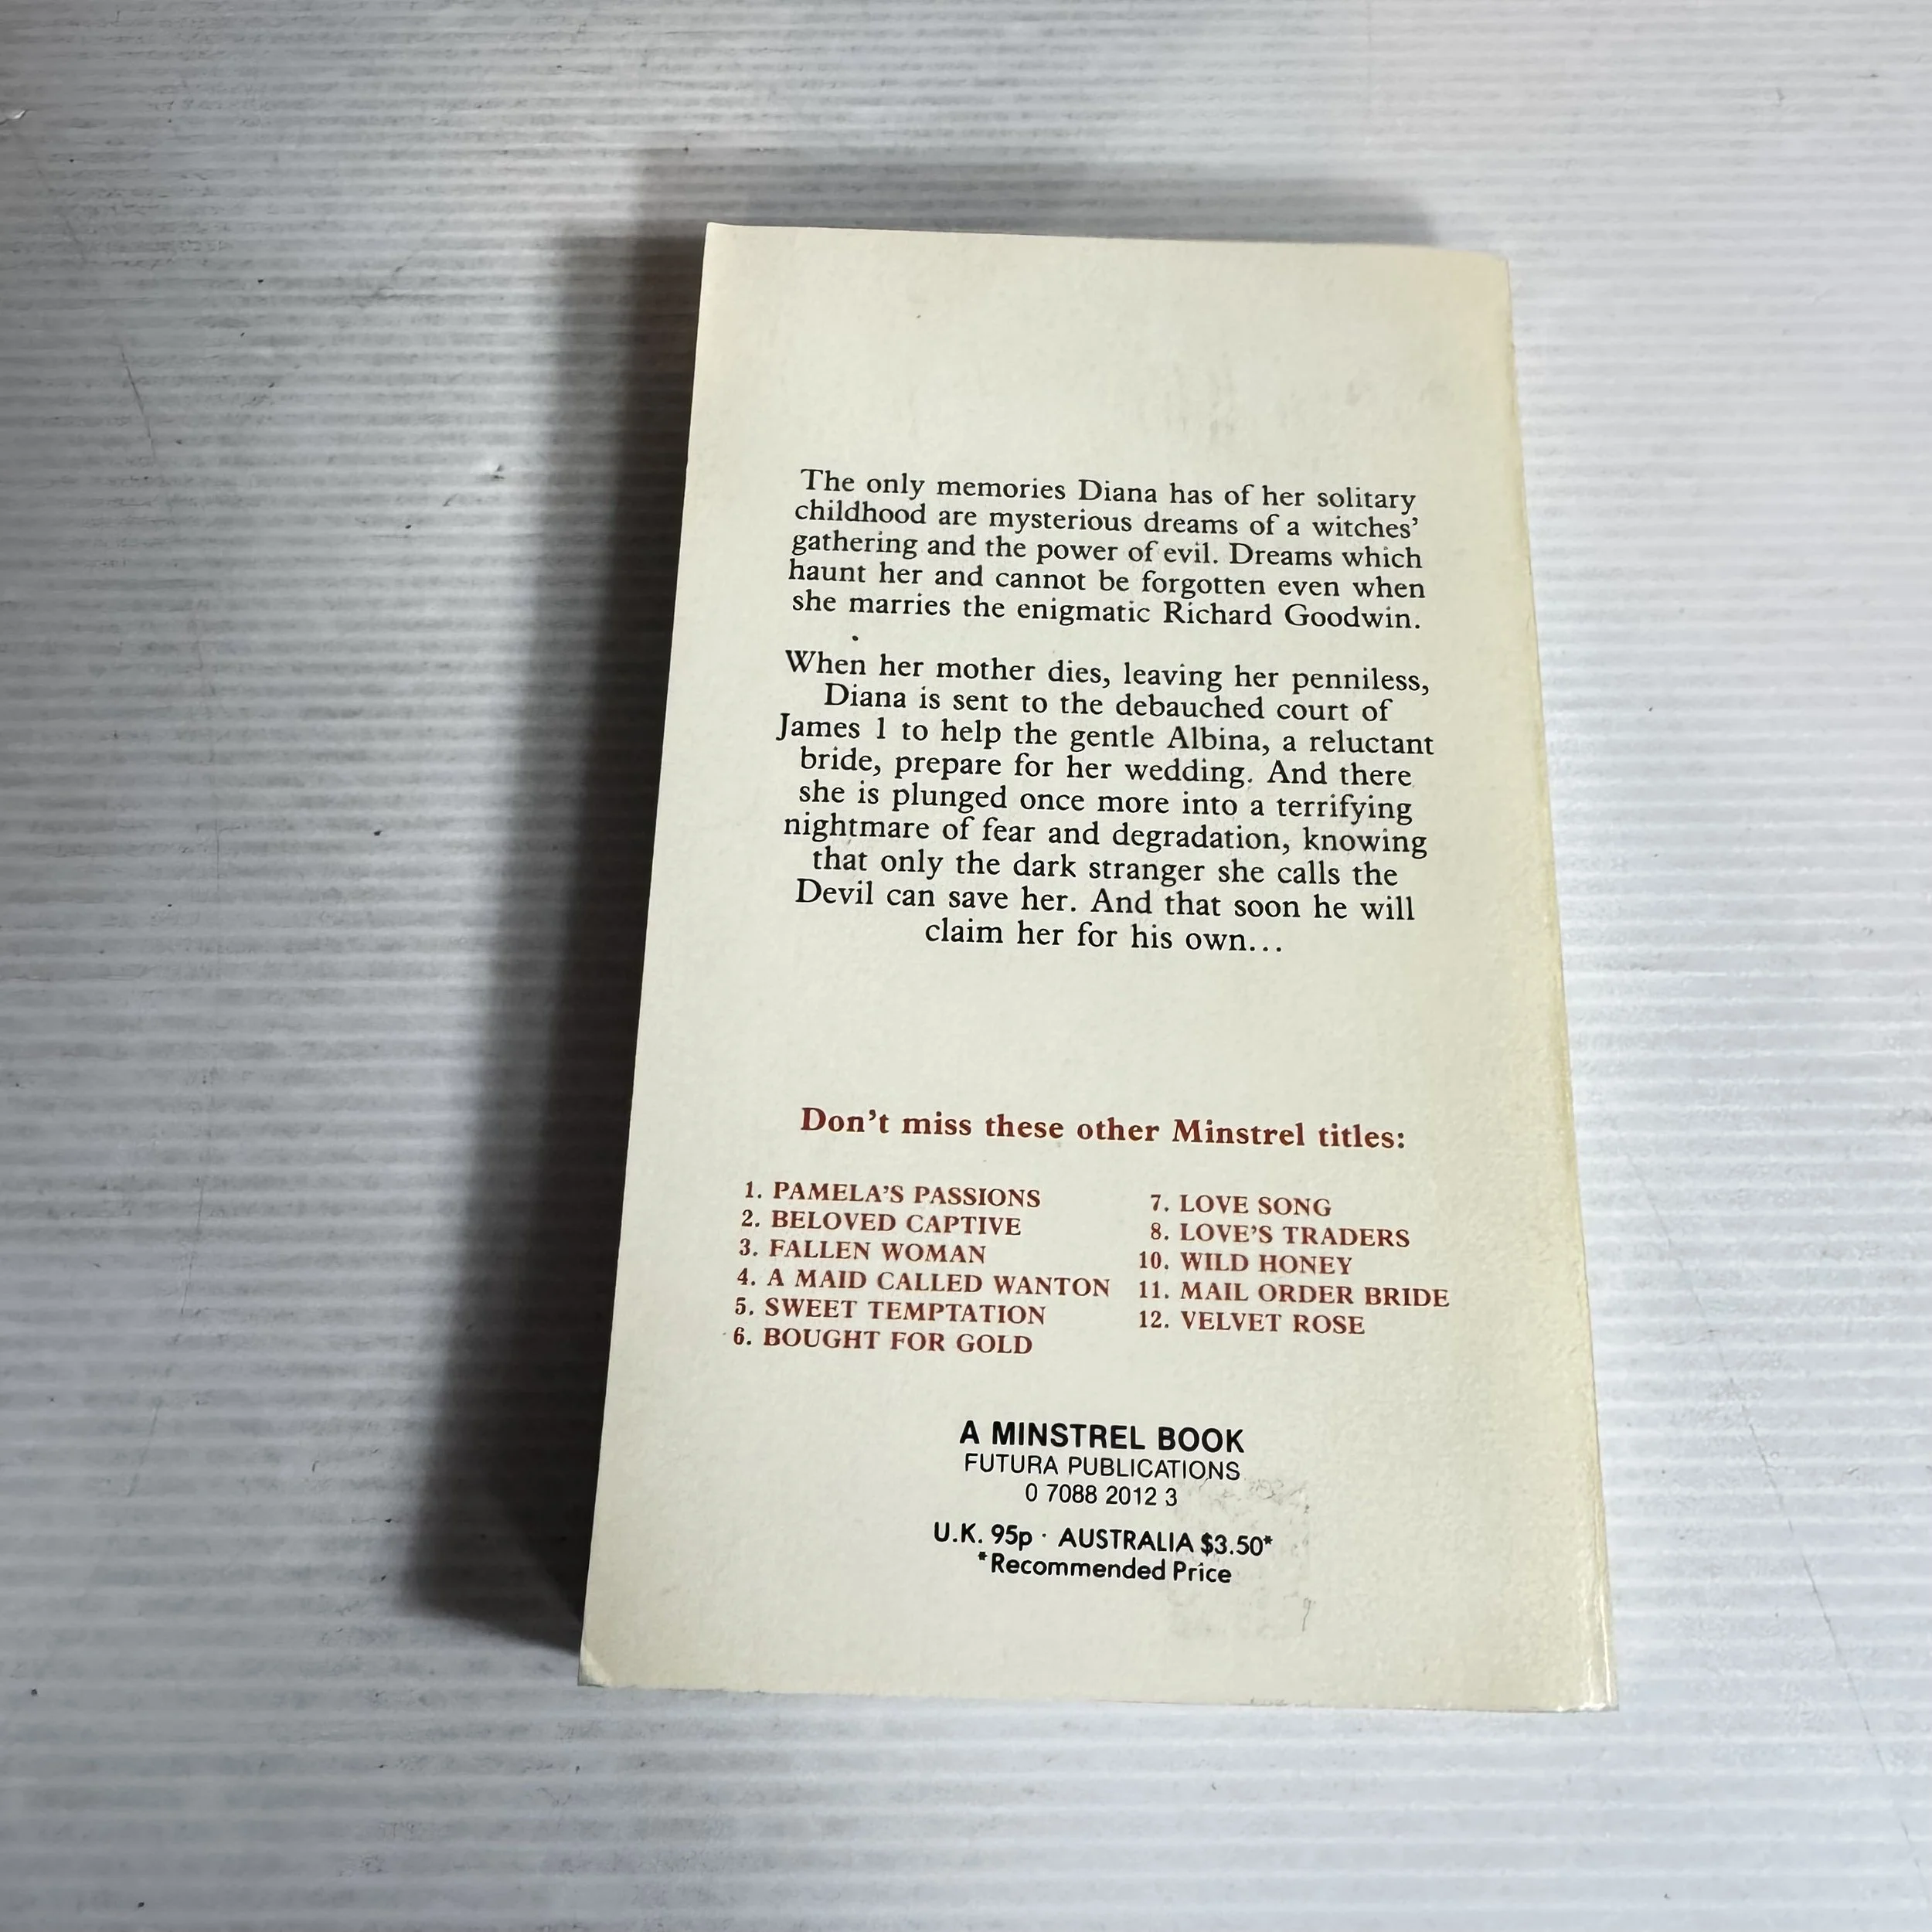 The only memories Diana has of her solitary
childhood are mysterious dreams of a witches’
gathering and the power of evil. Dreams which
haunt her and cannot be forgotten even when
she marries the enigmatic Richard Goodwin.
When her mother dies, leaving her penniless,
Diana is sent to the debauched court of
James 1 to help the gentle Albina, a reluctant
bride, prepare for her wedding. And there
she is plunged once more into a terrifying
nightmare of fear and degradation, knowing
that only the dark stranger she calls the
Devil can save her. And that soon he will
claim her for his own...
Don’t miss these other Minstrel titles:
1. PAMELA’S PASSIONS
2. BELOVED CAPTIVE
3. FALLEN WOMAN
4. A MAID CALLED WANTON
5. SWEET TEMPTATION
6. BOUGHT FOR GOLD
7. LOVE SONG
8. LOVE’S TRADERS
10. WILD HONEY
11. MAIL ORDER BRIDE
12. VELVET ROSE
A MINSTREL BOOK
FUTURA PUBLICATIONS
0 7088 2012 3
U.K. 95p · AUSTRALIA $3.50*
*Recommended Price